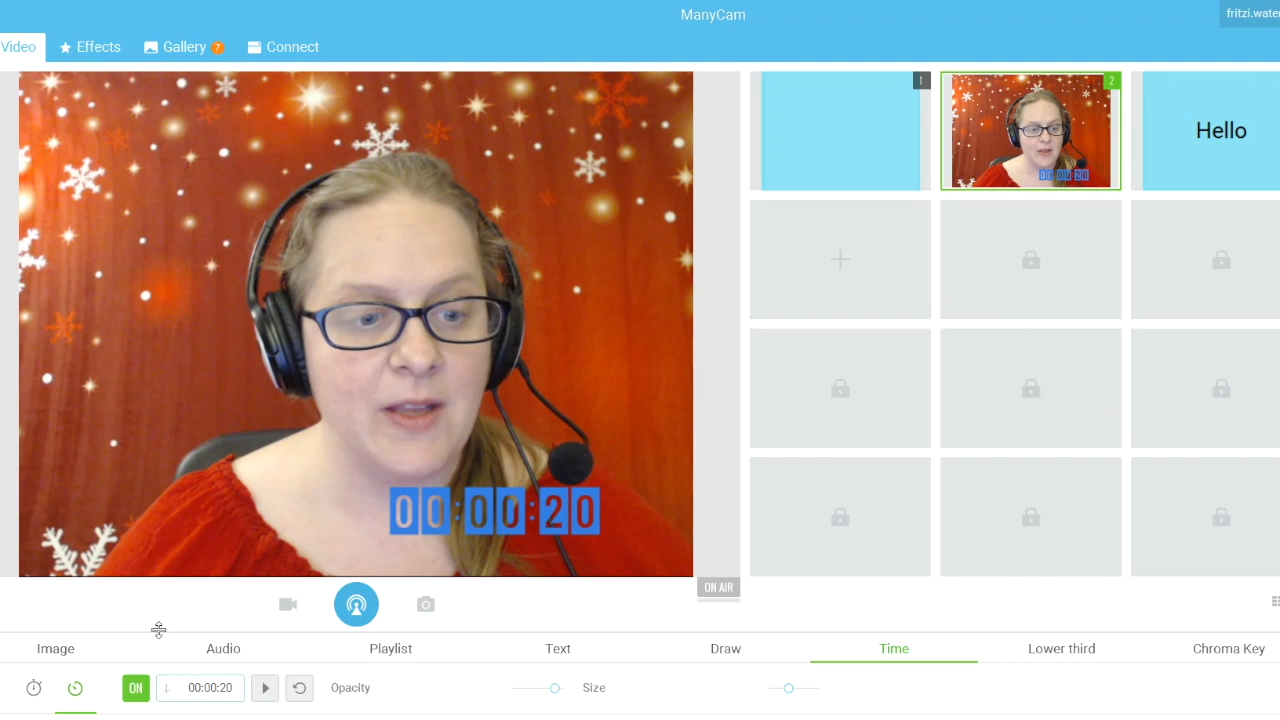 ManyCam
fritzi.water
Video
Effects
Gallery 7
Connect
1
2
00:00:20
Hello
00:00:20
ON AIR
Image
Audio
Playlist
Text
Draw
Time
Lower third
Chroma Key
ON
00:00:20
Opacity
Size